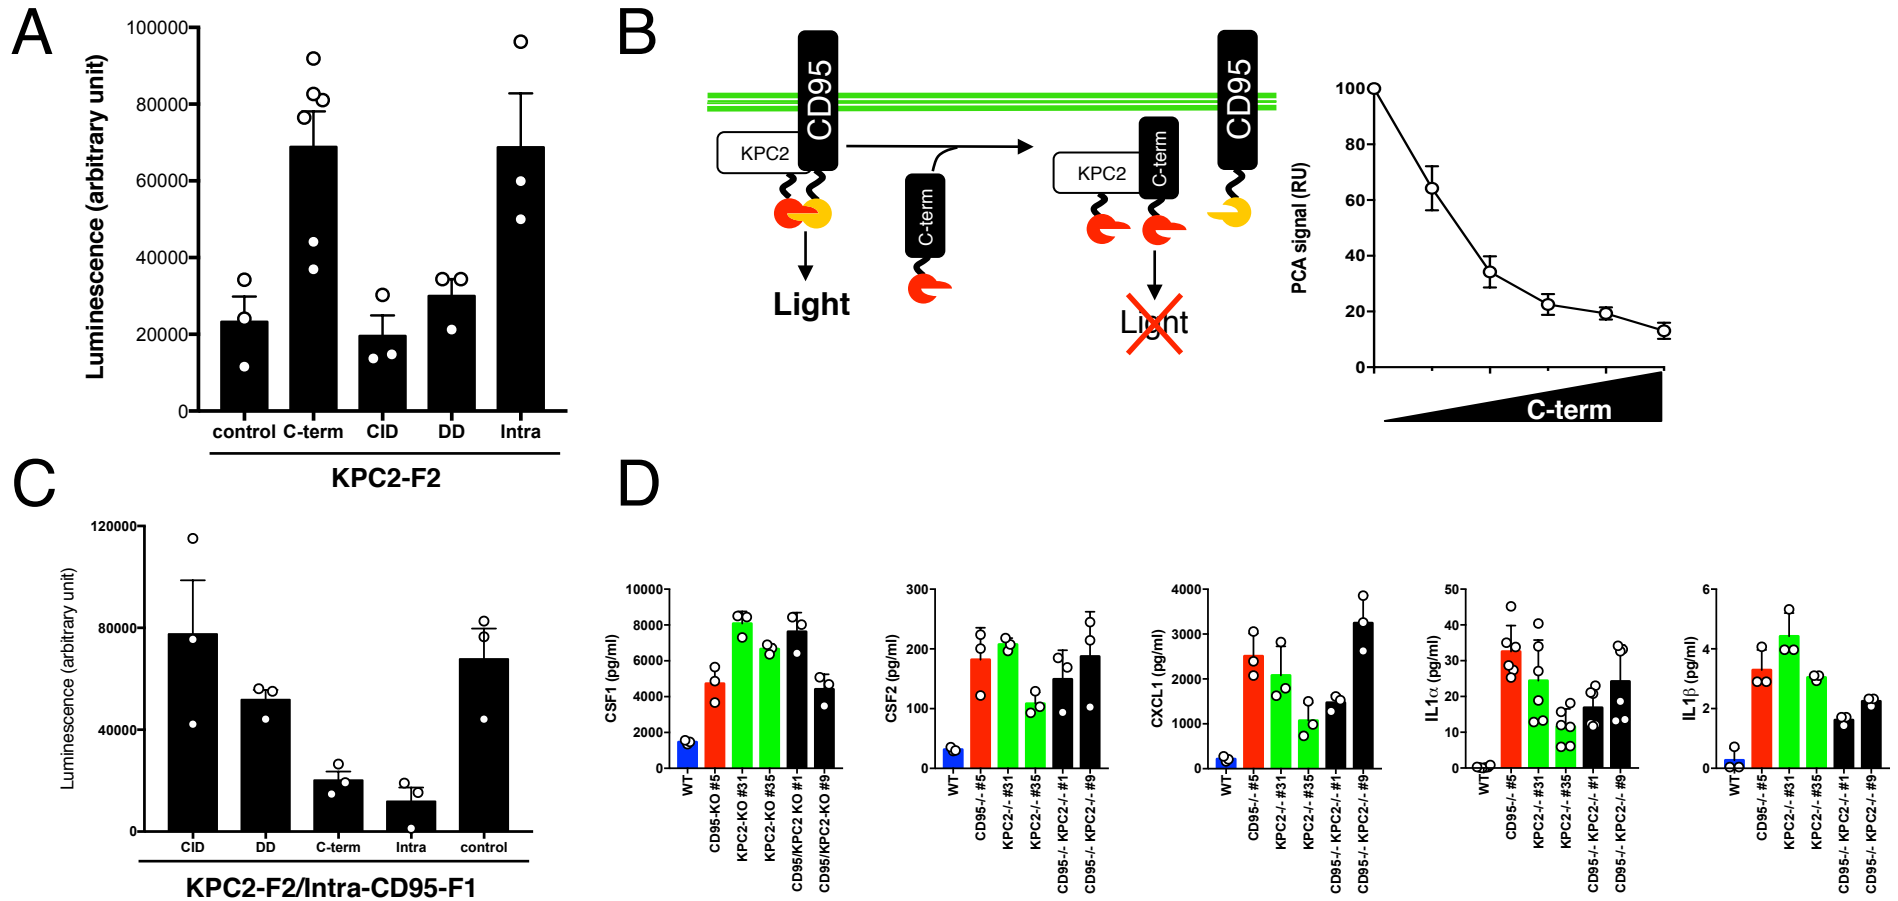 A
Luminescence (arbitrary unit)
100000
80000
60000
40000
20000
0
control C-term CID DD Intra
KPC2-F2
B
CD95
KPC2
C-term
Light
KPC2
C-term
CD95
Light
PCA signal (RU)
100
80
60
40
20
0
C-term
C
Luminescence (arbitrary unit)
120000
80000
40000
0
CID DD C-term Intra control
KPC2-F2/Intra-CD95-F1
D
CSF1 (pg/ml)
10000
8000
6000
4000
2000
0
WT
CD95-KO #5
KPC2-KO #31
KPC2-KO #35
CD95/KPC2 KO #1
CD95/KPC2-KO #9
CSF2 (pg/ml)
300
200
100
0
WT
CD95-/- #5
KPC2-/- #31
KPC2-/- #35
CD95-/- KPC2-/- #1
CD95-/- KPC2-/- #9
CXCL1 (pg/ml)
4000
3000
2000
1000
0
WT
CD95-/- #5
KPC2-/- #31
KPC2-/- #35
CD95-/- KPC2-/- #1
CD95-/- KPC2-/- #9
IL1α (pg/ml)
50
40
30
20
10
0
WT
CD95-/- #5
KPC2-/- #31
KPC2-/- #35
CD95-/- KPC2-/- #1
CD95-/- KPC2-/- #9
IL1β (pg/ml)
6
4
2
0
WT
CD95-/- #5
KPC2-/- #31
KPC2-/- #35
CD95-/- KPC2-/- #1
CD95-/- KPC2-/- #9